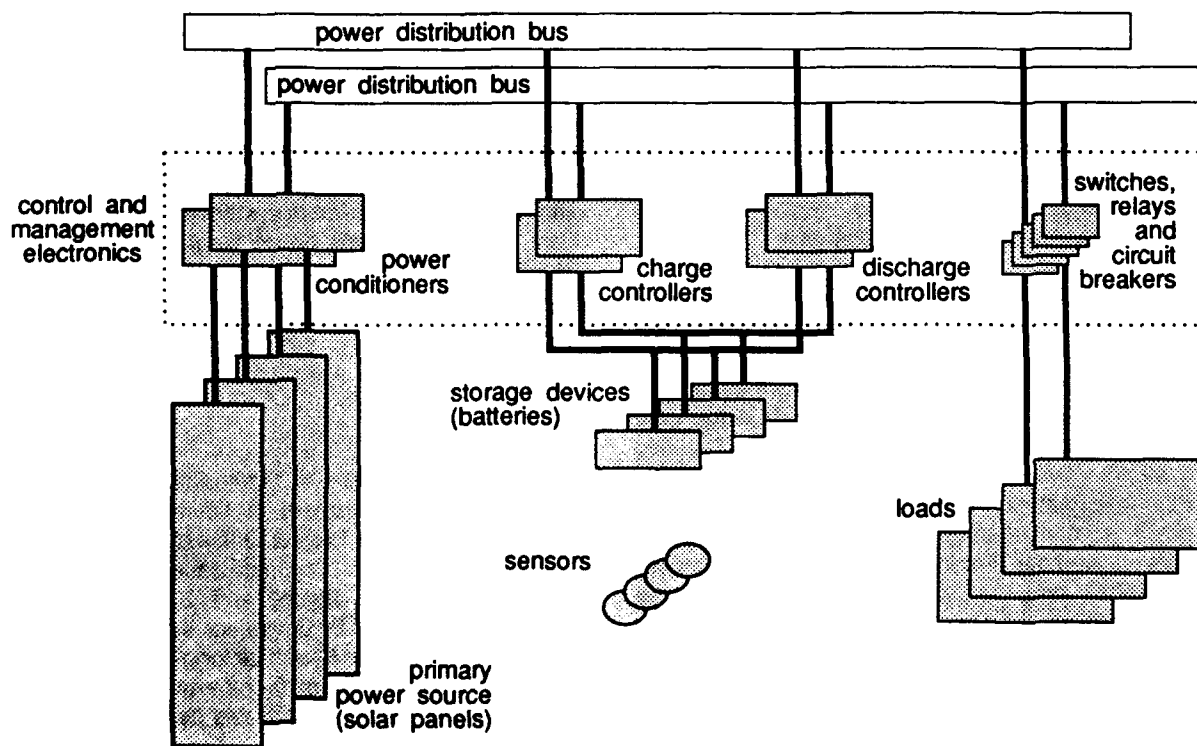 power distribution bus
power distribution bus
control and
management
electronics
power
conditioners
charge
controllers
discharge
controllers
switches,
relays
and
circuit
breakers
storage devices
(batteries)
loads
sensors
primary
power source
(solar panels)